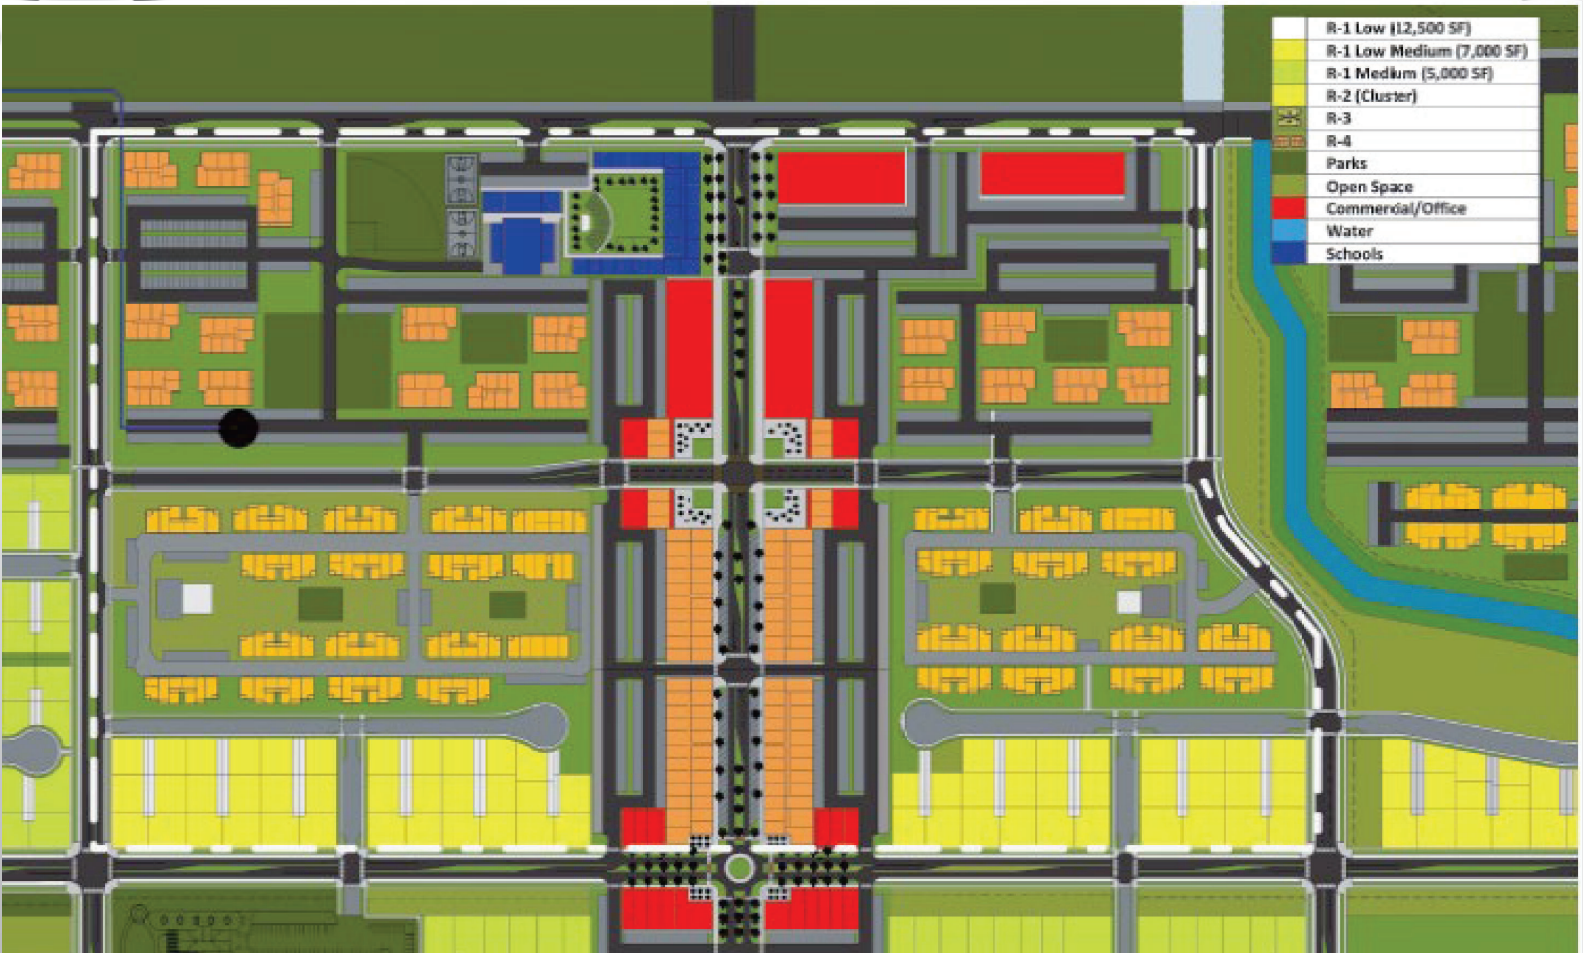 R-1 Low (12,500 SF)
R-1 Low Medium (7,000 SF)
R-1 Medium (5,000 SF)
R-2 (Cluster)
R-3
R-4
Parks
Open Space
Commercial/Office
Water
Schools